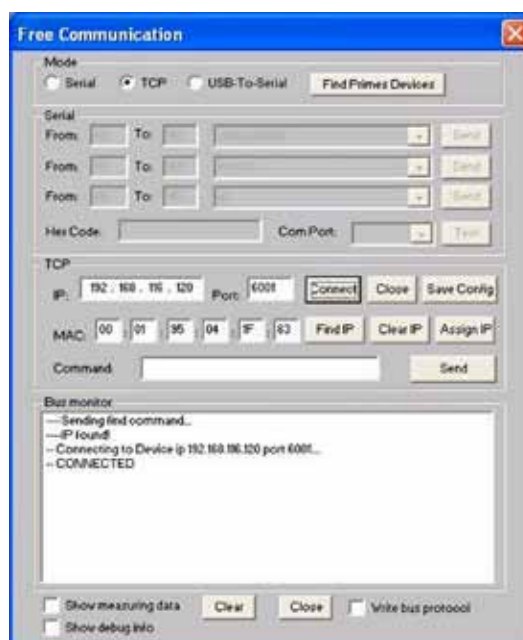 Free Communication
Mode
Serial TCP USB-To-Serial Find Primes Devices
Serial
From: To: Send
From: To: Send
From: To: Send
Hex Code: Com Port: Test
TCP
IP: 192 . 168 . 116 . 120 Port: 6001 Connect Close Save Config
MAC: 00 : 01 : 95 : 04 : 1F : 63 Find IP Clear IP Assign IP
Command: Send
Bus monitor
----Sending find command...
----IP found!
-- Connecting to Device ip 192.168.116.120 port 6001...
-- CONNECTED
Show measuring data Clear Close Write bus protocol
Show debug info